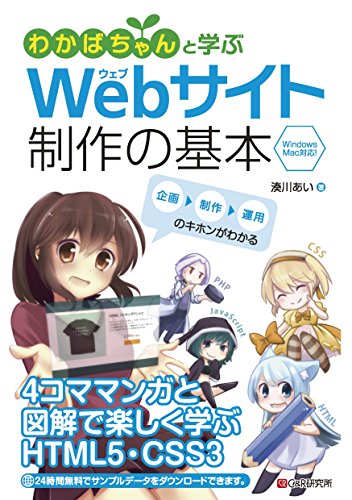 わかばちゃんと学ぶ
ウェブ
Webサイト
制作の基本
Windows
Mac対応!
湊川あい 著
企画 制作 運用
のキホンがわかる
CSS
PHP
JavaScript
HTML
4コママンガと
図解で楽しく学ぶ
HTML5・CSS3
24時間無料でサンプルデータをダウンロードできます。
C&R研究所